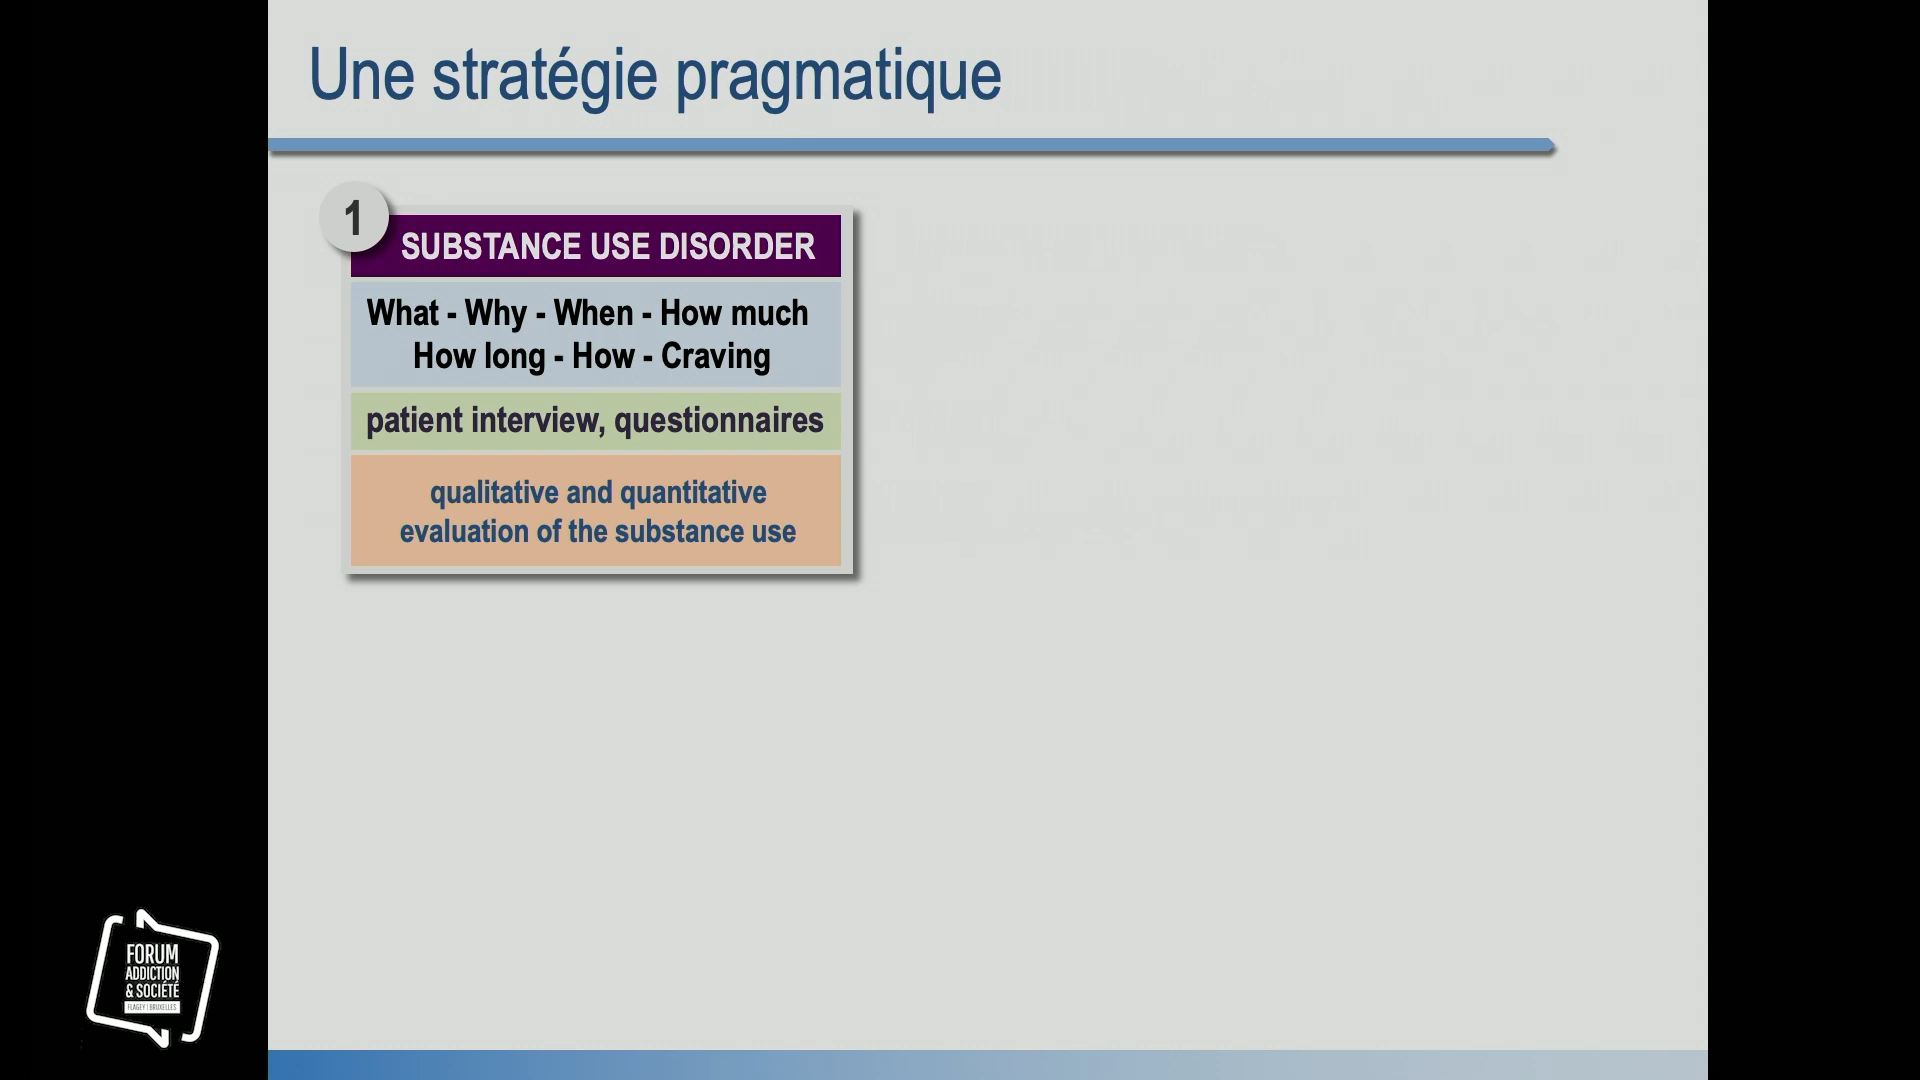 Une stratégie pragmatique
1
SUBSTANCE USE DISORDER
What - Why - When - How much
How long - How - Craving
patient interview, questionnaires
qualitative and quantitative
evaluation of the substance use
FORUM
ADDICTION
& SOCIÉTÉ
FLAGEY | BRUXELLES